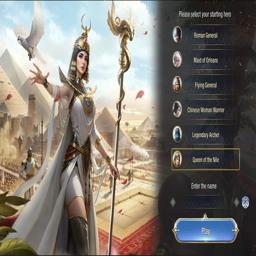 Please select your starting hero
Roman General
Maid of Orleans
Flying General
Chinese Woman Warrior
Legendary Archer
Queen of the Nile
Enter the name
Play